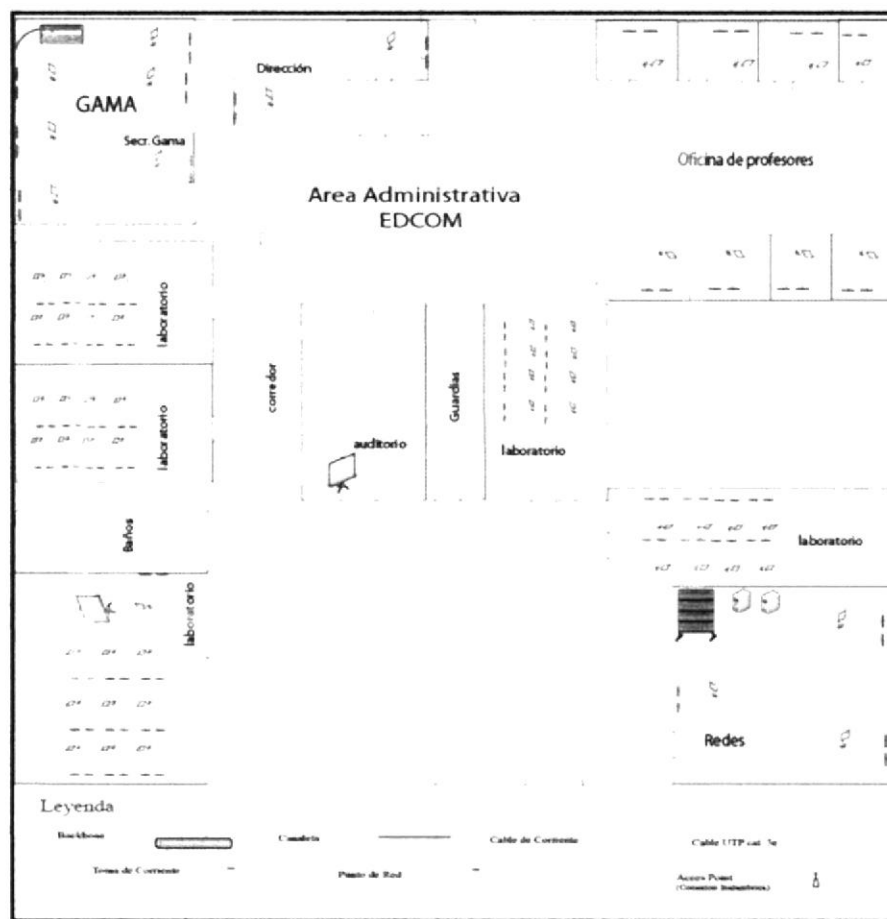 Dirección
GAMA
Secr. Gama
Oficina de profesores
Area Administrativa
EDCOM
laboratorio
corredor
Guardias
laboratorio
auditorio
laboratorio
Baños
laboratorio
laboratorio
Redes
Leyenda
Backbone
Canaleta
Cable de Corriente
Cable UTP cat. 5e
Toma de Corriente
Punto de Red
Access Point
(Conexion Inalambrica)